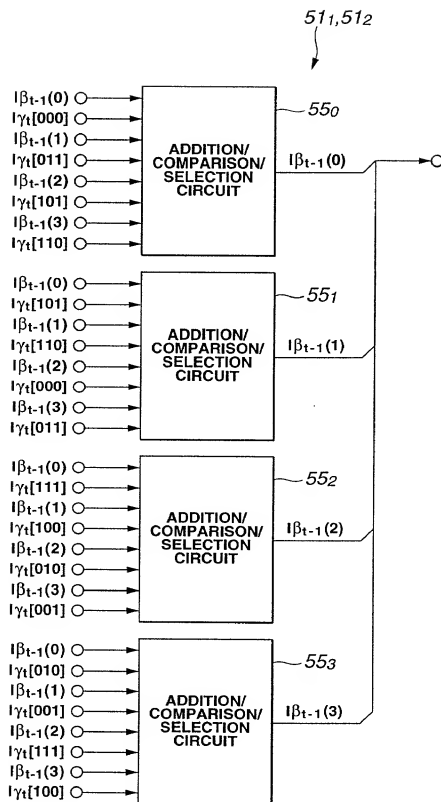 51₁,51₂
Iβt-1(0)
Iγt[000]
Iβt-1(1)
Iγt[011]
Iβt-1(2)
Iγt[101]
Iβt-1(3)
Iγt[110]
ADDITION/
COMPARISON/
SELECTION
CIRCUIT
55₀
Iβt-1(0)
Iβt-1(0)
Iγt[101]
Iβt-1(1)
Iγt[110]
Iβt-1(2)
Iγt[000]
Iβt-1(3)
Iγt[011]
ADDITION/
COMPARISON/
SELECTION
CIRCUIT
55₁
Iβt-1(1)
Iβt-1(0)
Iγt[111]
Iβt-1(1)
Iγt[100]
Iβt-1(2)
Iγt[010]
Iβt-1(3)
Iγt[001]
ADDITION/
COMPARISON/
SELECTION
CIRCUIT
55₂
Iβt-1(2)
Iβt-1(0)
Iγt[010]
Iβt-1(1)
Iγt[001]
Iβt-1(2)
Iγt[111]
Iβt-1(3)
Iγt[100]
ADDITION/
COMPARISON/
SELECTION
CIRCUIT
55₃
Iβt-1(3)